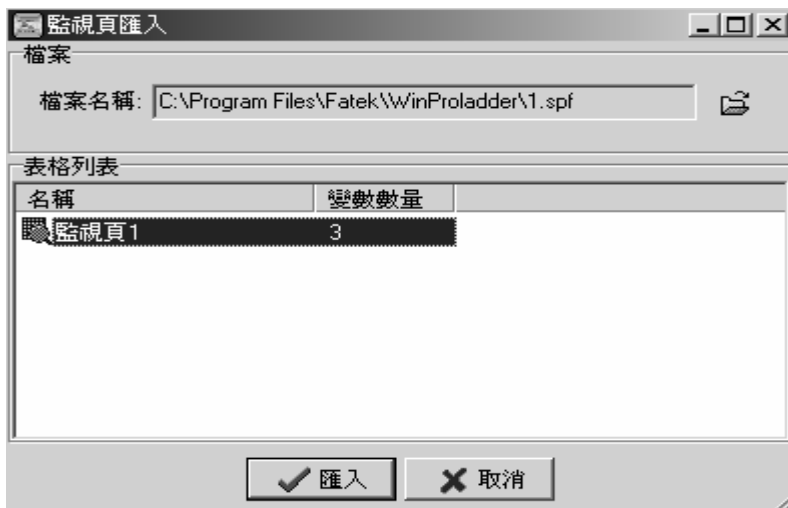 監視頁匯入
檔案
檔案名稱: C:\Program Files\Fatek\WinProladder\1.spf
表格列表
名稱 變數數量
監視頁1 3
匯入 取消